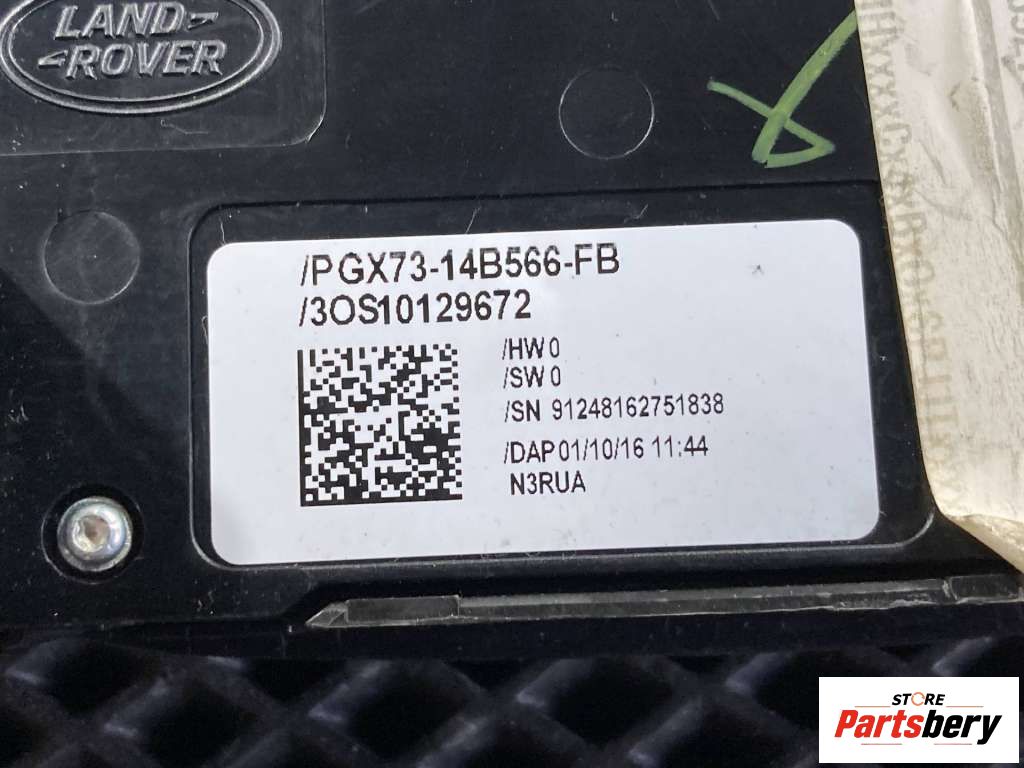 LAND
ROVER
/PGX73-14B566-FB
/3OS10129672
/HW 0
/SW 0
/SN 91248162751838
/DAP 01/10/16 11:44
N3RUA
STORE
Partsbery